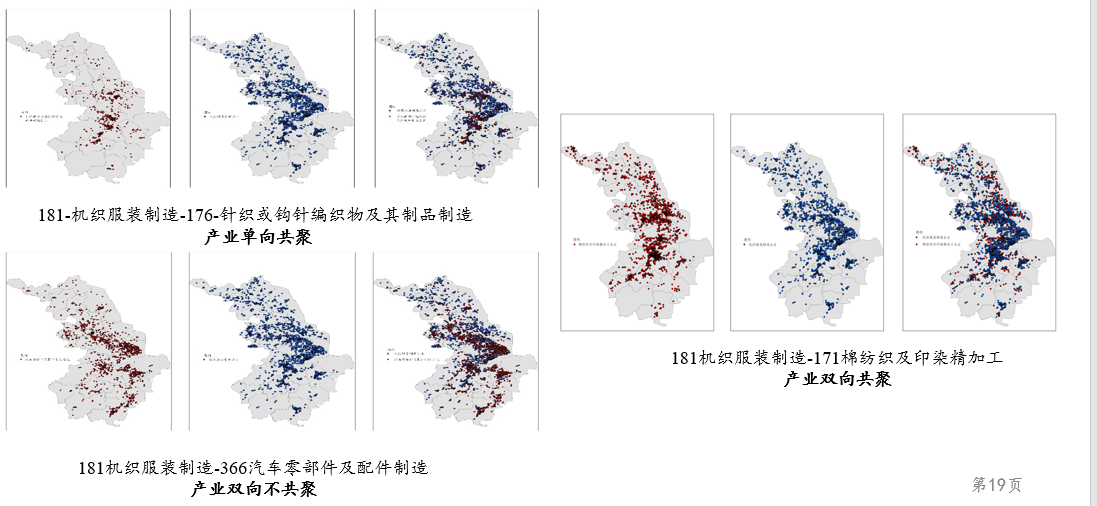 181-机织服装制造-176-针织或钩针编织物及其制品制造
产业单向共聚
181机织服装制造-366汽车零部件及配件制造
产业双向不共聚
181机织服装制造-171棉纺织及印染精加工
产业双向共聚
第19页